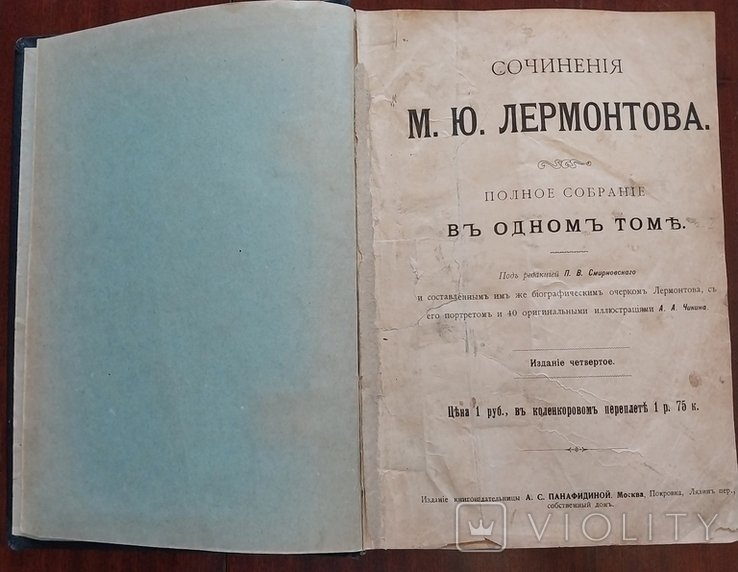 СОЧИНЕНІЯ
М. Ю. ЛЕРМОНТОВА.
ПОЛНОЕ СОБРАНІЕ
ВЪ ОДНОМЪ ТОМѢ.
Подъ редакціей П. В. Смирновскаго
и составленнымъ имъ же біографическимъ очеркомъ Лермонтова, съ
его портретомъ и 40 оригинальными иллюстраціями А. А. Чикина.
Изданіе четвертое.
Цѣна 1 руб., въ коленкоровомъ переплетѣ 1 р. 75 к.
Изданіе книгоиздательницы А. С. ПАНАФИДИНОЙ. Москва, Покровка, Лялинъ пер.,
собственный домъ.
VIOLITY